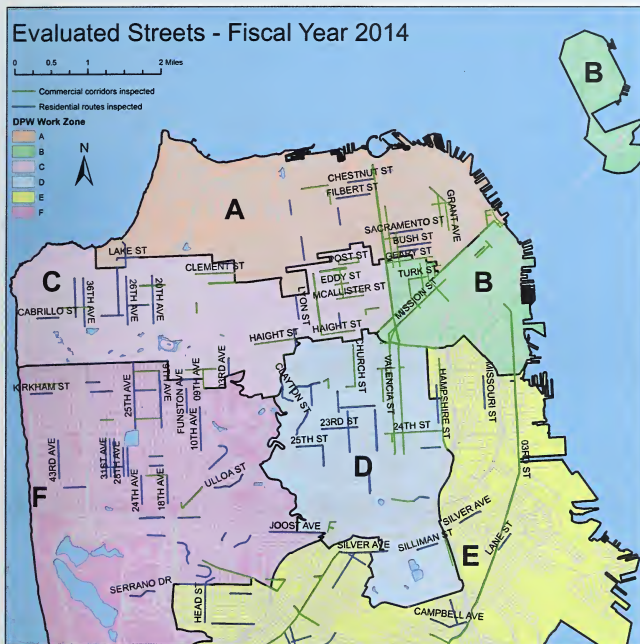 Evaluated Streets - Fiscal Year 2014
0 0.5 1 2 Miles
Commercial corridors inspected
Residential routes inspected
DPW Work Zone
A
B
C
D
E
F
N
B
CHESTNUT ST
FILBERT ST
A
GRANT AVE
SACRAMENTO ST
BUSH ST
LAKE ST
POST ST
GEARY ST
CLEMENT ST
C
EDDY ST
TURK ST
B
36TH AVE
26TH AVE
20TH AVE
LYON ST
MCALLISTER ST
MISSION ST
CABRILLO ST
HAIGHT ST
HAIGHT ST
03RD AVE
09TH AVE
CHURCH ST
VALENCIA ST
HAMPSHIRE ST
MISSOURI ST
KIRKHAM ST
25TH AVE
FUNSTON AVE
10TH AVE
CLAYTON ST
23RD ST
24TH ST
25TH ST
43RD AVE
31ST AVE
24TH AVE
18TH AVE
03RD ST
D
ULLOA ST
F
JOOST AVE
SILVER AVE
SILVER AVE
SILLIMAN ST
LANE ST
E
SERRANO DR
HEAD ST
CAMPBELL AVE